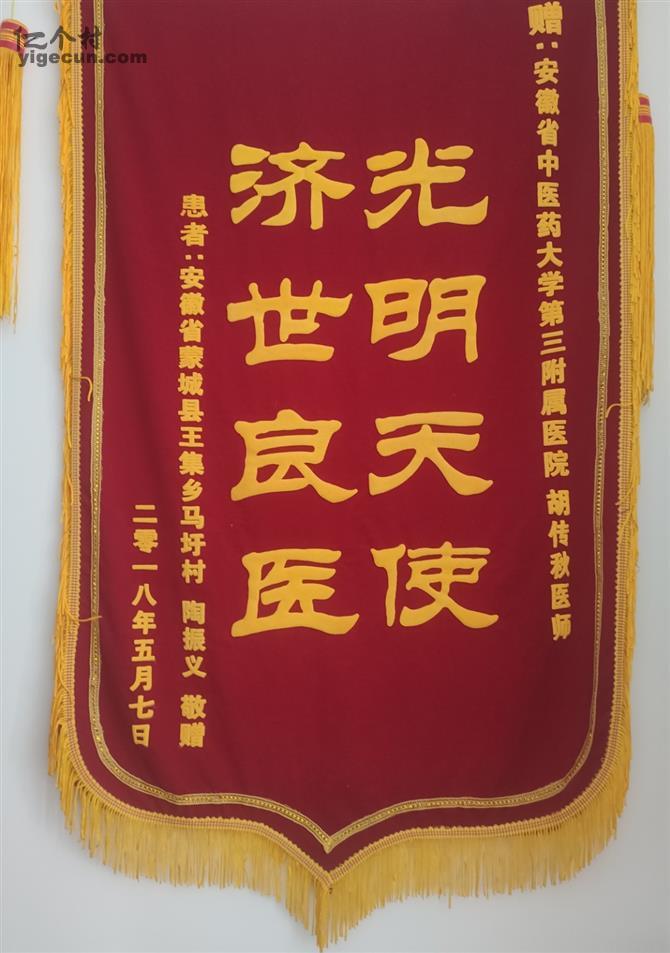 亿个村
yigecun.com
赠：安徽省中医药大学第三附属医院 胡传秋医师
光明天使
济世良医
患者：安徽省蒙城县王集乡马圩村 陶振义 敬赠
二零一八年五月七日